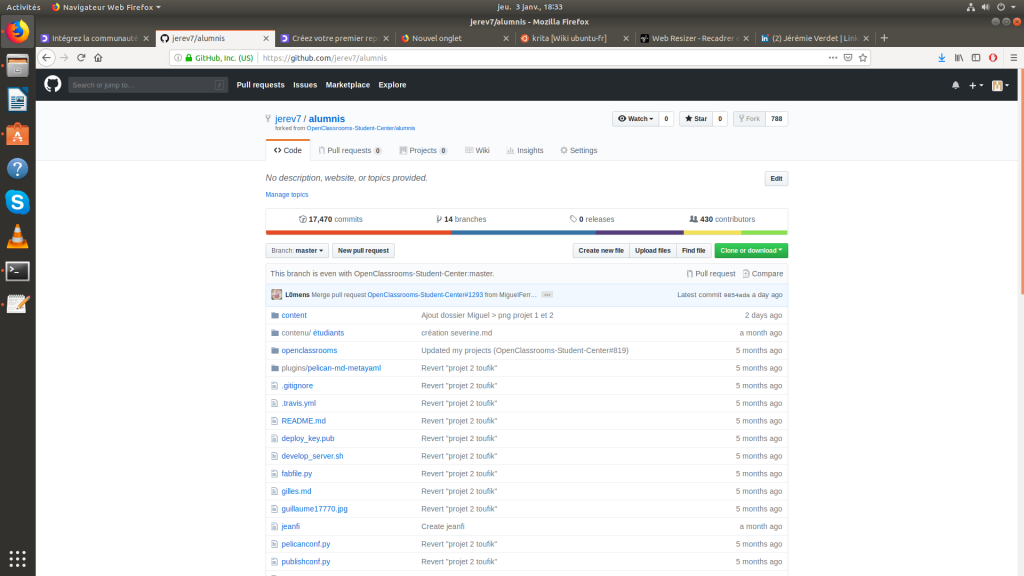 Activités Navigateur Web Firefox jeu. 3 janv., 18:33
jerev7/alumnis - Mozilla Firefox
Intégrez la communauté jerev7/alumnis Créez votre premier rep Nouvel onglet krita [Wiki ubuntu-fr] Web Resizer - Recadrer e (2) Jérémie Verdet | Link
GitHub, Inc. (US) https://github.com/jerev7/alumnis
Search or jump to... / Pull requests Issues Marketplace Explore
jerev7 / alumnis Watch 0 Star 0 Fork 788
forked from OpenClassrooms-Student-Center/alumnis
Code Pull requests 0 Projects 0 Wiki Insights Settings
No description, website, or topics provided. Edit
Manage topics
17,470 commits 14 branches 0 releases 430 contributors
Branch: master New pull request Create new file Upload files Find file Clone or download
This branch is even with OpenClassrooms-Student-Center:master. Pull request Compare
L0mens Merge pull request OpenClassrooms-Student-Center#1293 from MiguelFerr... Latest commit a day ago
content Ajout dossier Miguel > png projet 1 et 2 2 days ago
contenu/ étudiants création severine.md a month ago
openclassrooms Updated my projects (OpenClassrooms-Student-Center#819) 5 months ago
plugins/pelican-md-metayaml Revert "projet 2 toufik" 5 months ago
.gitignore Revert "projet 2 toufik" 5 months ago
.travis.yml Revert "projet 2 toufik" 5 months ago
README.md Revert "projet 2 toufik" 5 months ago
deploy_key.pub Revert "projet 2 toufik" 5 months ago
develop_server.sh Revert "projet 2 toufik" 5 months ago
fabfile.py Revert "projet 2 toufik" 5 months ago
gilles.md Revert "projet 2 toufik" 5 months ago
guillaume17770.jpg Revert "projet 2 toufik" 5 months ago
jeanfi Create jeanfi a month ago
pelicanconf.py Revert "projet 2 toufik" 5 months ago
publishconf.py Revert "projet 2 toufik" 5 months ago